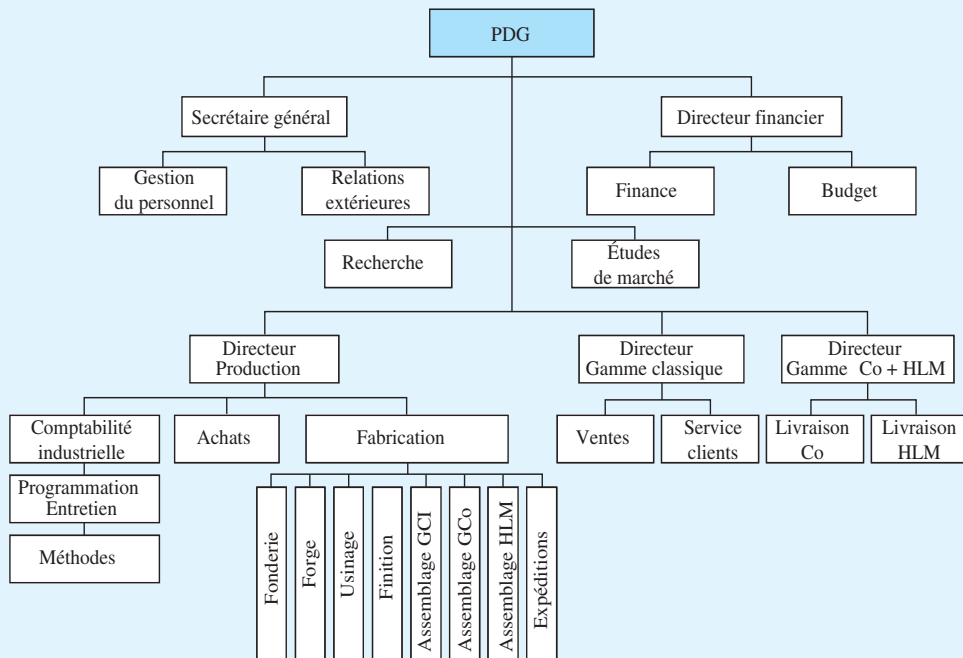 PDG
Secrétaire général
Directeur financier
Gestion
du personnel
Relations
extérieures
Finance
Budget
Recherche
Études
de marché
Directeur
Production
Directeur
Gamme classique
Directeur
Gamme Co + HLM
Comptabilité
industrielle
Achats
Fabrication
Ventes
Service
clients
Livraison
Co
Livraison
HLM
Programmation
Entretien
Méthodes
Fonderie
Forge
Usinage
Finition
Assemblage GCI
Assemblage GCo
Assemblage HLM
Expéditions